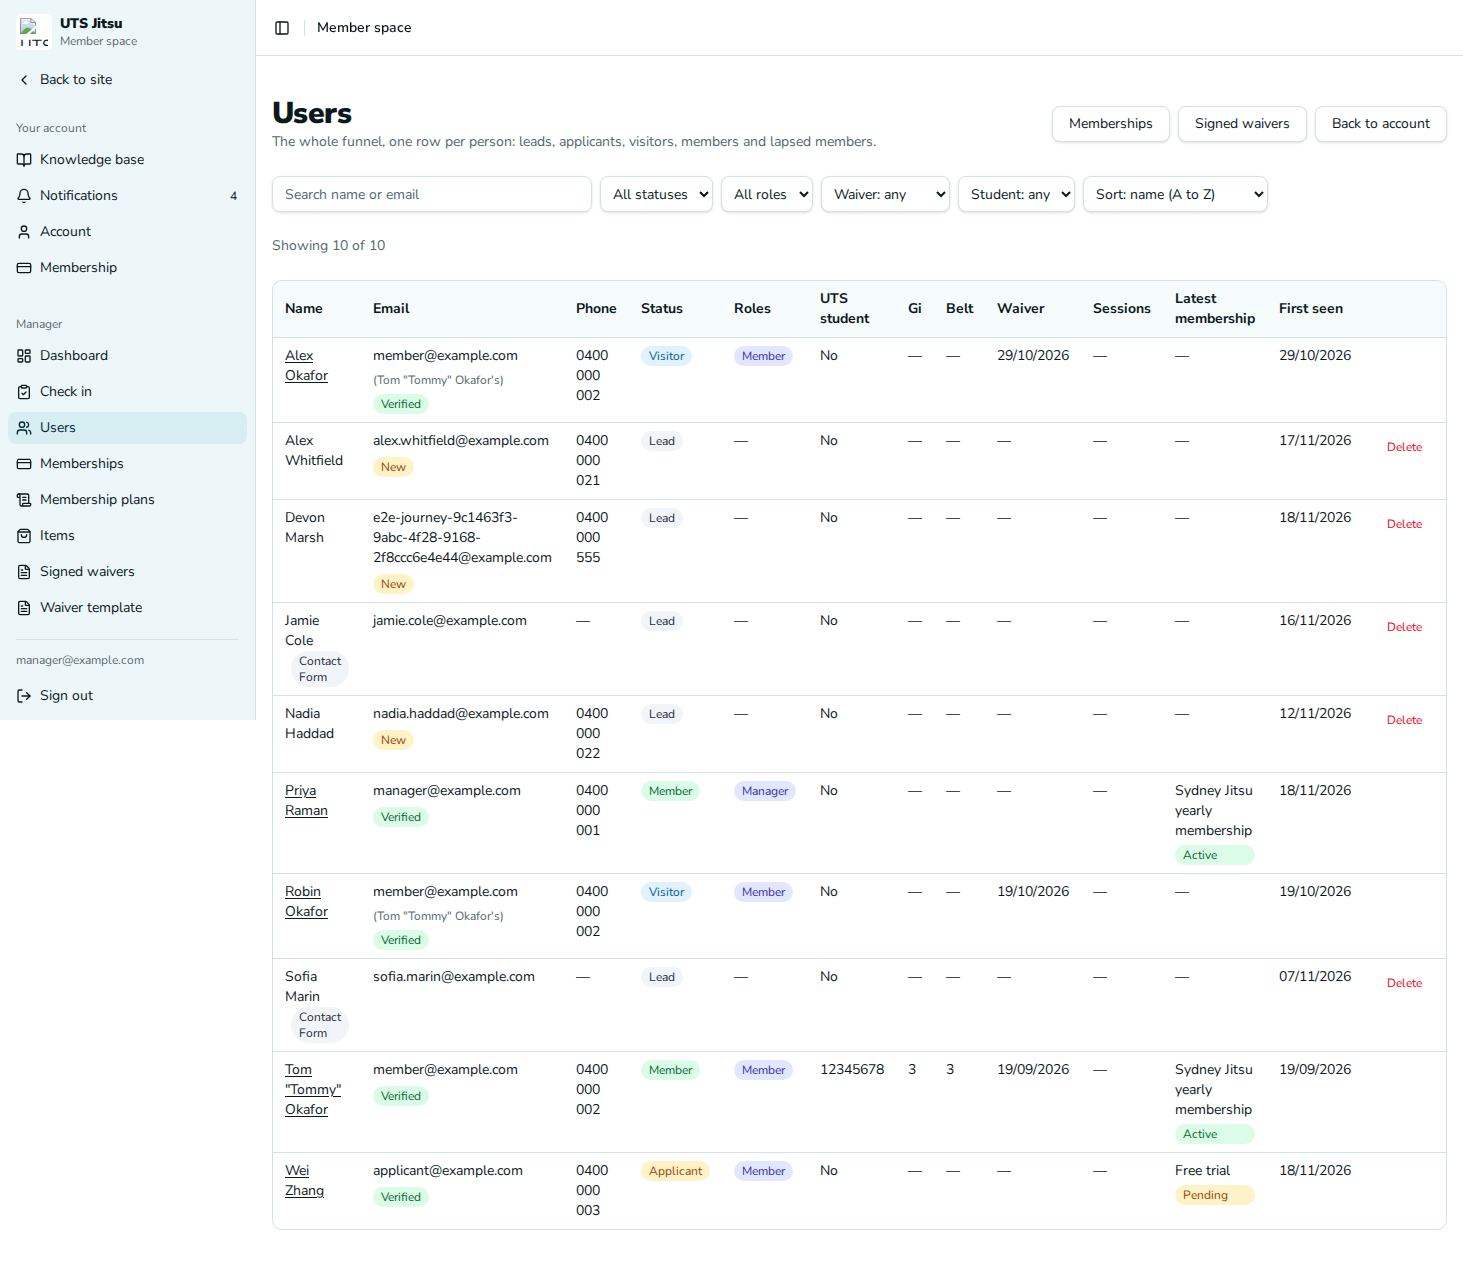 UTS Jitsu
Member space
Back to site
Your account
Knowledge base
Notifications 4
Account
Membership
Manager
Dashboard
Check in
Users
Memberships
Membership plans
Items
Signed waivers
Waiver template
manager@example.com
Sign out
Member space
Users
The whole funnel, one row per person: leads, applicants, visitors, members and lapsed members.
Memberships Signed waivers Back to account
Search name or email All statuses All roles Waiver: any Student: any Sort: name (A to Z)
Showing 10 of 10
Name Email Phone Status Roles UTS student Gi Belt Waiver Sessions Latest membership First seen
Alex Okafor member@example.com (Tom "Tommy" Okafor's) Verified 0400 000 002 Visitor Member No — — 29/10/2026 — — 29/10/2026
Alex Whitfield alex.whitfield@example.com New 0400 000 021 Lead — No — — — — — 17/11/2026 Delete
Devon Marsh e2e-journey-9c1463f3-9abc-4f28-9168-2f8ccc6e4e44@example.com New 0400 000 555 Lead — No — — — — — 18/11/2026 Delete
Jamie Cole Contact Form jamie.cole@example.com — Lead — No — — — — — 16/11/2026 Delete
Nadia Haddad nadia.haddad@example.com New 0400 000 022 Lead — No — — — — — 12/11/2026 Delete
Priya Raman manager@example.com Verified 0400 000 001 Member Manager No — — — — Sydney Jitsu yearly membership Active 18/11/2026
Robin Okafor member@example.com (Tom "Tommy" Okafor's) Verified 0400 000 002 Visitor Member No — — 19/10/2026 — — 19/10/2026
Sofia Marin Contact Form sofia.marin@example.com — Lead — No — — — — — 07/11/2026 Delete
Tom "Tommy" Okafor member@example.com Verified 0400 000 002 Member Member 12345678 3 3 19/09/2026 — Sydney Jitsu yearly membership Active 19/09/2026
Wei Zhang applicant@example.com Verified 0400 000 003 Applicant Member No — — — — Free trial Pending 18/11/2026